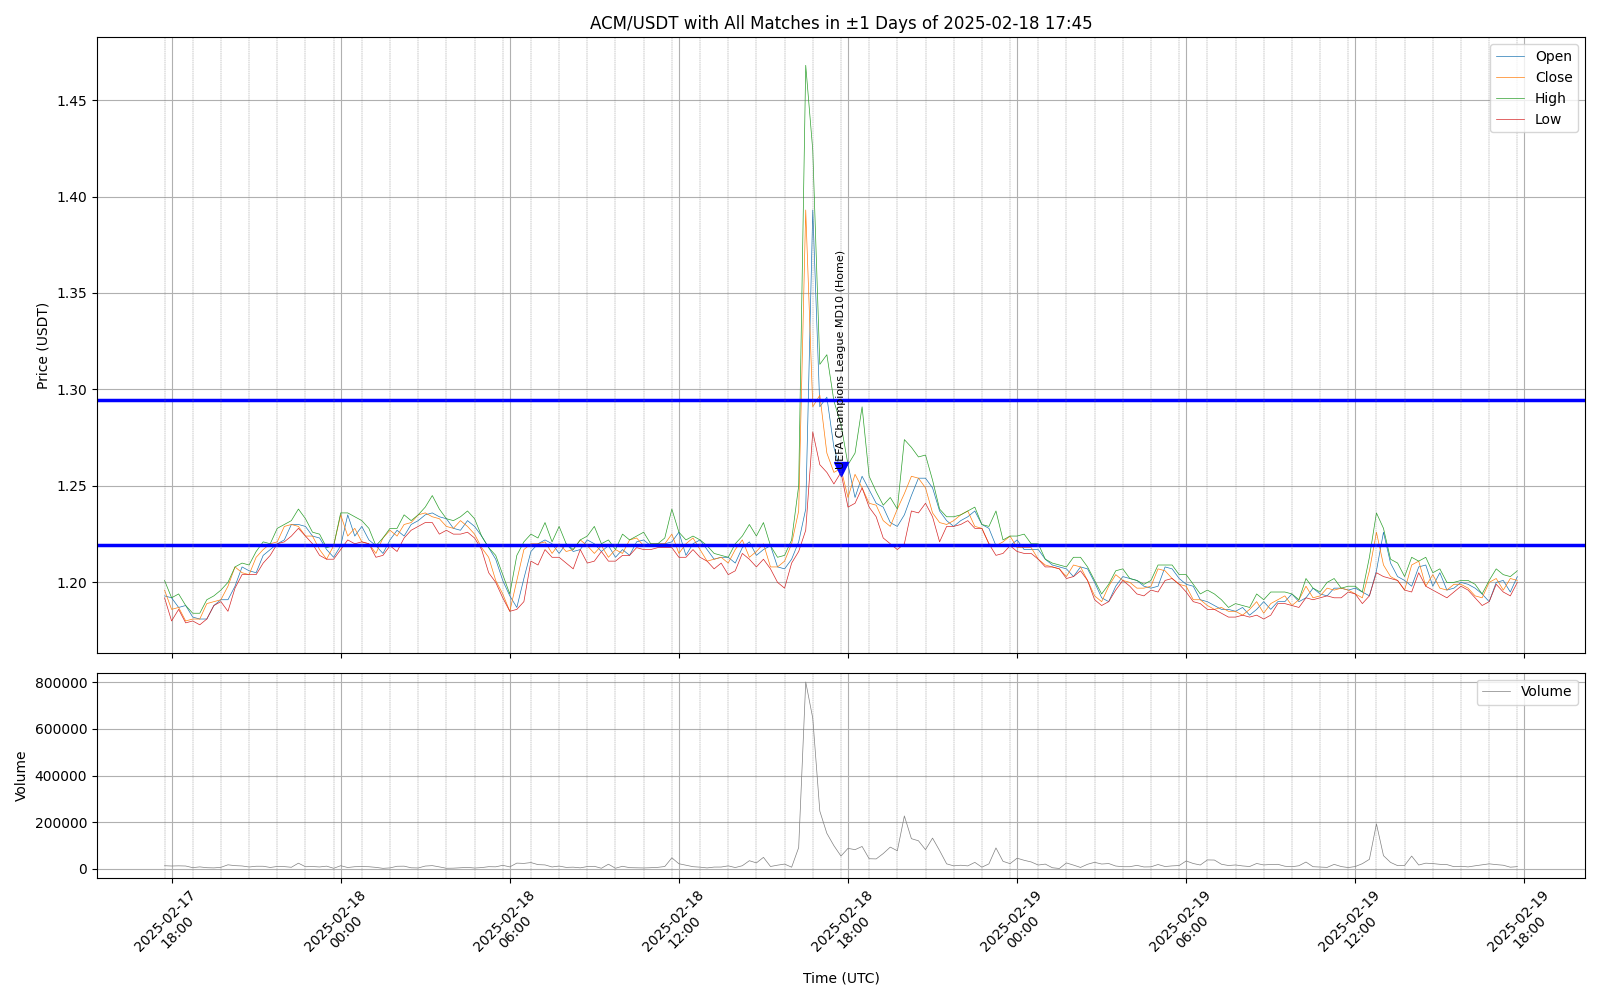 ACM/USDT with All Matches in ±1 Days of 2025-02-18 17:45
Open
Close
High
Low
1.45
1.40
1.35
1.30
1.25
1.20
Price (USDT)
UEFA Champions League MD10 (Home)
Volume
800000
600000
400000
200000
0
Volume
2025-02-17
18:00
2025-02-18
00:00
2025-02-18
06:00
2025-02-18
12:00
2025-02-18
18:00
2025-02-19
00:00
2025-02-19
06:00
2025-02-19
12:00
2025-02-19
18:00
Time (UTC)